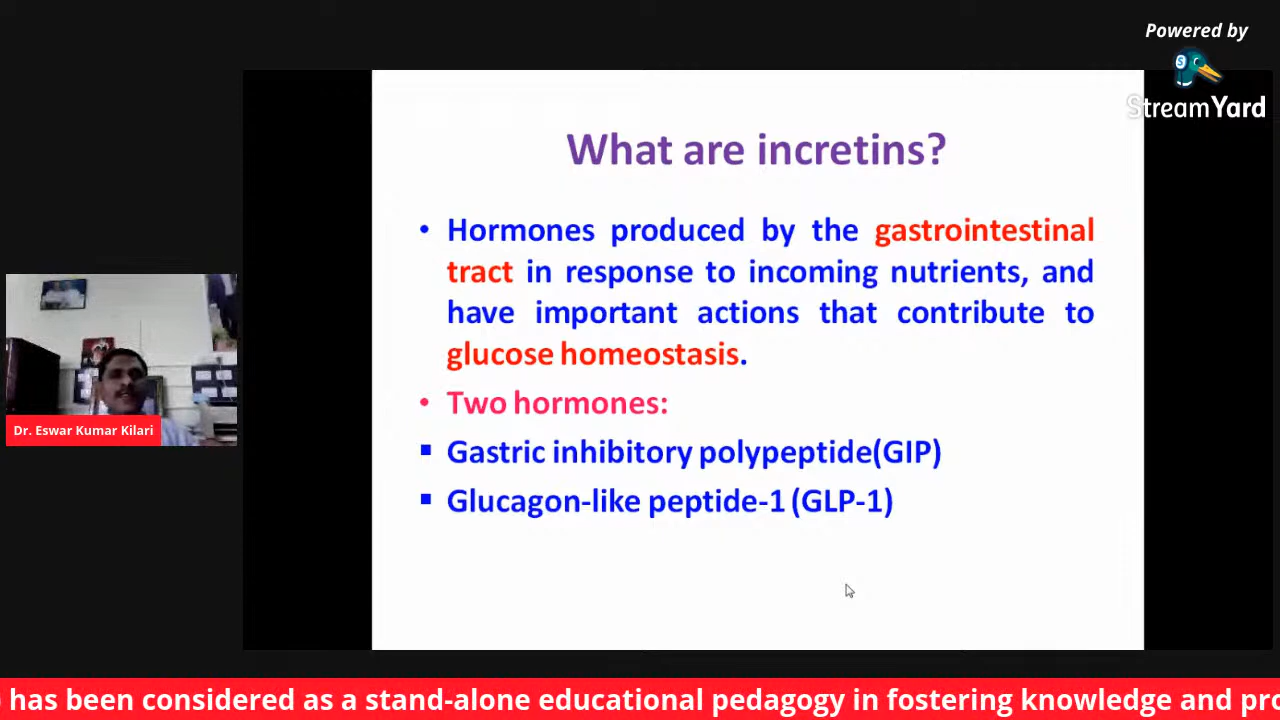 Powered by
StreamYard
What are incretins?
• Hormones produced by the gastrointestinal
tract in response to incoming nutrients, and
have important actions that contribute to
glucose homeostasis.
• Two hormones:
▪ Gastric inhibitory polypeptide(GIP)
▪ Glucagon-like peptide-1 (GLP-1)
Dr. Eswar Kumar Kilari
has been considered as a stand-alone educational pedagogy in fostering knowledge and pro